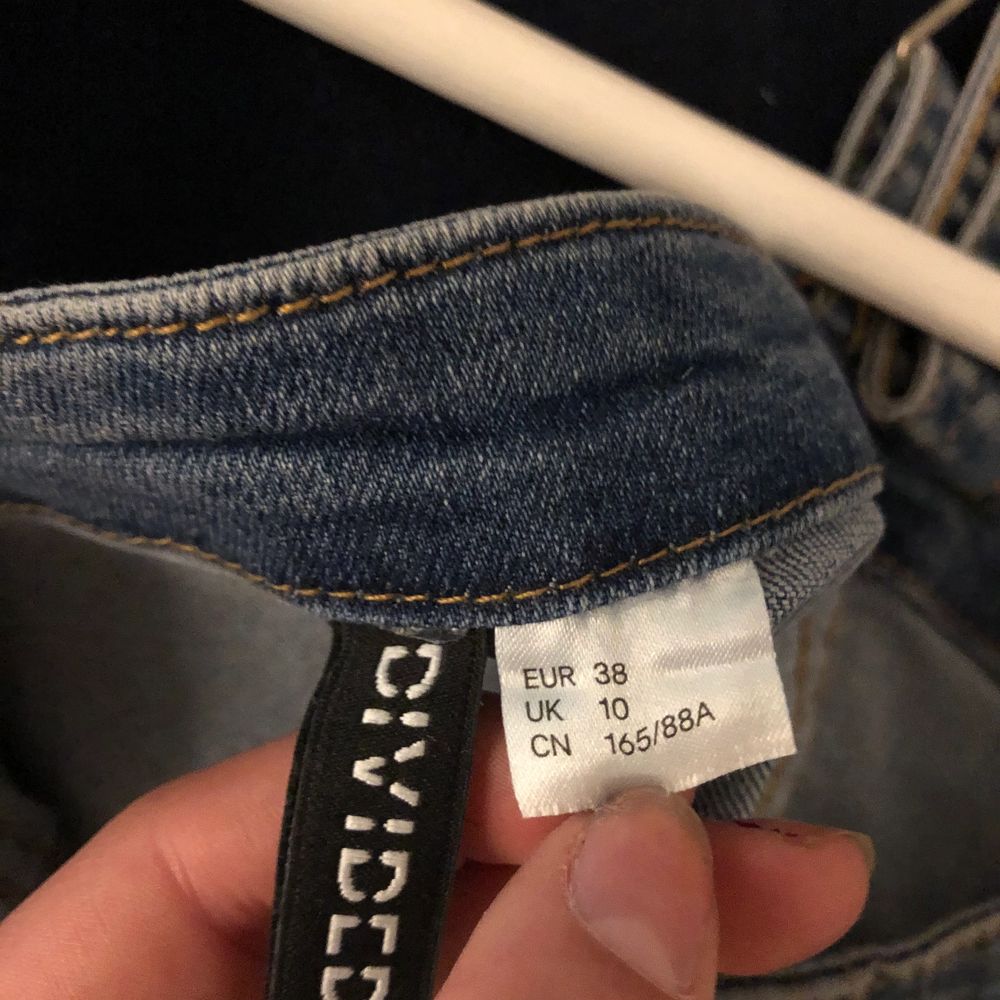 DIVIDED
EUR 38
UK 10
CN 165/88A